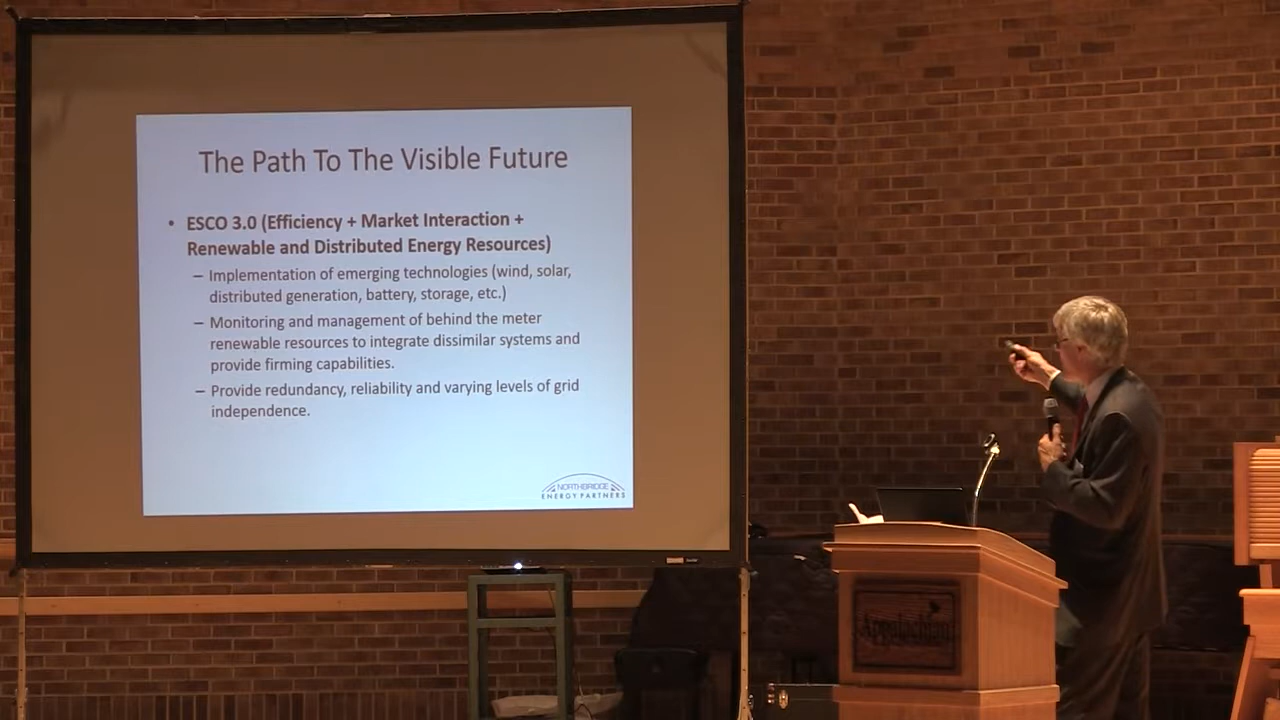 The Path To The Visible Future
• ESCO 3.0 (Efficiency + Market Interaction +
Renewable and Distributed Energy Resources)
– Implementation of emerging technologies (wind, solar,
distributed generation, battery, storage, etc.)
– Monitoring and management of behind the meter
renewable resources to integrate dissimilar systems and
provide firming capabilities.
– Provide redundancy, reliability and varying levels of grid
independence.
NORTHBRIDGE
ENERGY PARTNERS
Appalachian